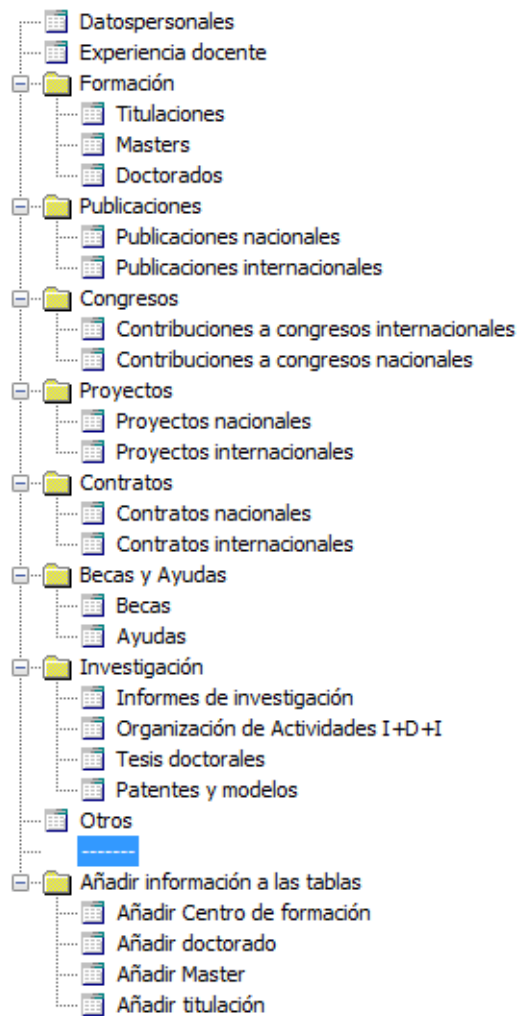 Datospersonales
Experiencia docente
Formación
Titulaciones
Masters
Doctorados
Publicaciones
Publicaciones nacionales
Publicaciones internacionales
Congresos
Contribuciones a congresos internacionales
Contribuciones a congresos nacionales
Proyectos
Proyectos nacionales
Proyectos internacionales
Contratos
Contratos nacionales
Contratos internacionales
Becas y Ayudas
Becas
Ayudas
Investigación
Informes de investigación
Organización de Actividades I+D+I
Tesis doctorales
Patentes y modelos
Otros
-------
Añadir información a las tablas
Añadir Centro de formación
Añadir doctorado
Añadir Master
Añadir titulación